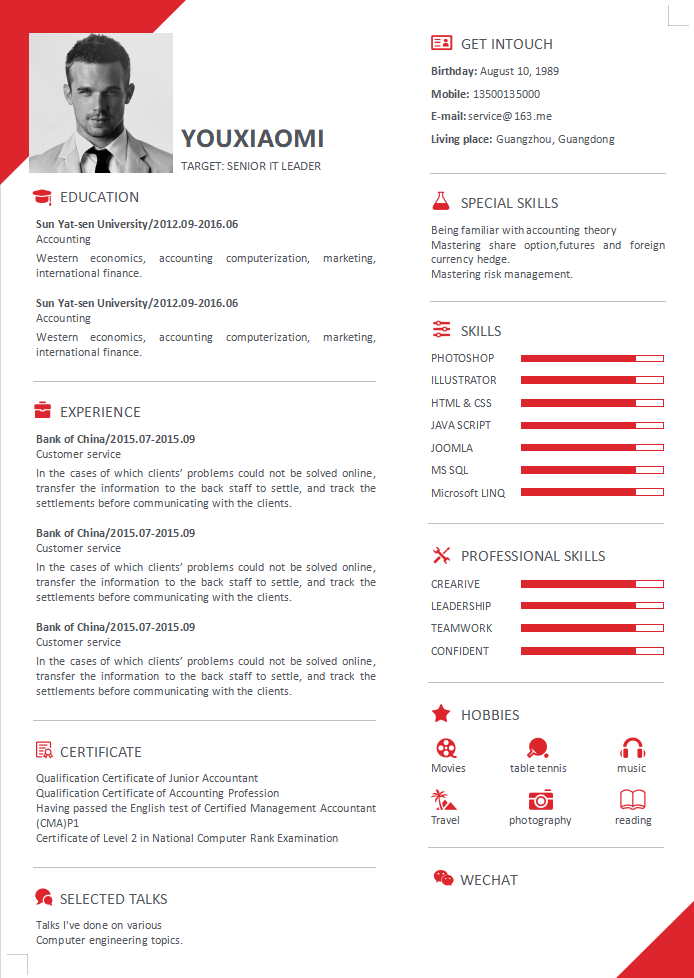 YOUXIAOMI
TARGET: SENIOR IT LEADER
EDUCATION
Sun Yat-sen University/2012.09-2016.06
Accounting
Western economics, accounting computerization, marketing,
international finance.
Sun Yat-sen University/2012.09-2016.06
Accounting
Western economics, accounting computerization, marketing,
international finance.
EXPERIENCE
Bank of China/2015.07-2015.09
Customer service
In the cases of which clients’ problems could not be solved online,
transfer the information to the back staff to settle, and track the
settlements before communicating with the clients.
Bank of China/2015.07-2015.09
Customer service
In the cases of which clients’ problems could not be solved online,
transfer the information to the back staff to settle, and track the
settlements before communicating with the clients.
Bank of China/2015.07-2015.09
Customer service
In the cases of which clients’ problems could not be solved online,
transfer the information to the back staff to settle, and track the
settlements before communicating with the clients.
CERTIFICATE
Qualification Certificate of Junior Accountant
Qualification Certificate of Accounting Profession
Having passed the English test of Certified Management Accountant
(CMA)P1
Certificate of Level 2 in National Computer Rank Examination
SELECTED TALKS
Talks I've done on various
Computer engineering topics.
GET INTOUCH
Birthday: August 10, 1989
Mobile: 13500135000
E-mail: service@163.me
Living place: Guangzhou, Guangdong
SPECIAL SKILLS
Being familiar with accounting theory
Mastering share option,futures and foreign
currency hedge.
Mastering risk management.
SKILLS
PHOTOSHOP
ILLUSTRATOR
HTML & CSS
JAVA SCRIPT
JOOMLA
MS SQL
Microsoft LINQ
PROFESSIONAL SKILLS
CREARIVE
LEADERSHIP
TEAMWORK
CONFIDENT
HOBBIES
Movies table tennis music
Travel photography reading
WECHAT